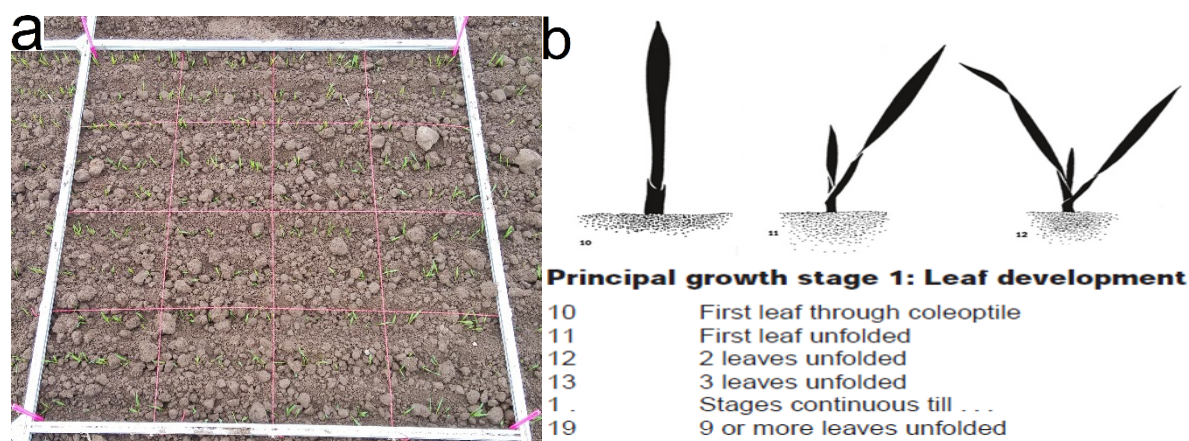 a
b
10
11
12
Principal growth stage 1: Leaf development
10 First leaf through coleoptile
11 First leaf unfolded
12 2 leaves unfolded
13 3 leaves unfolded
1 . Stages continuous till . . .
19 9 or more leaves unfolded